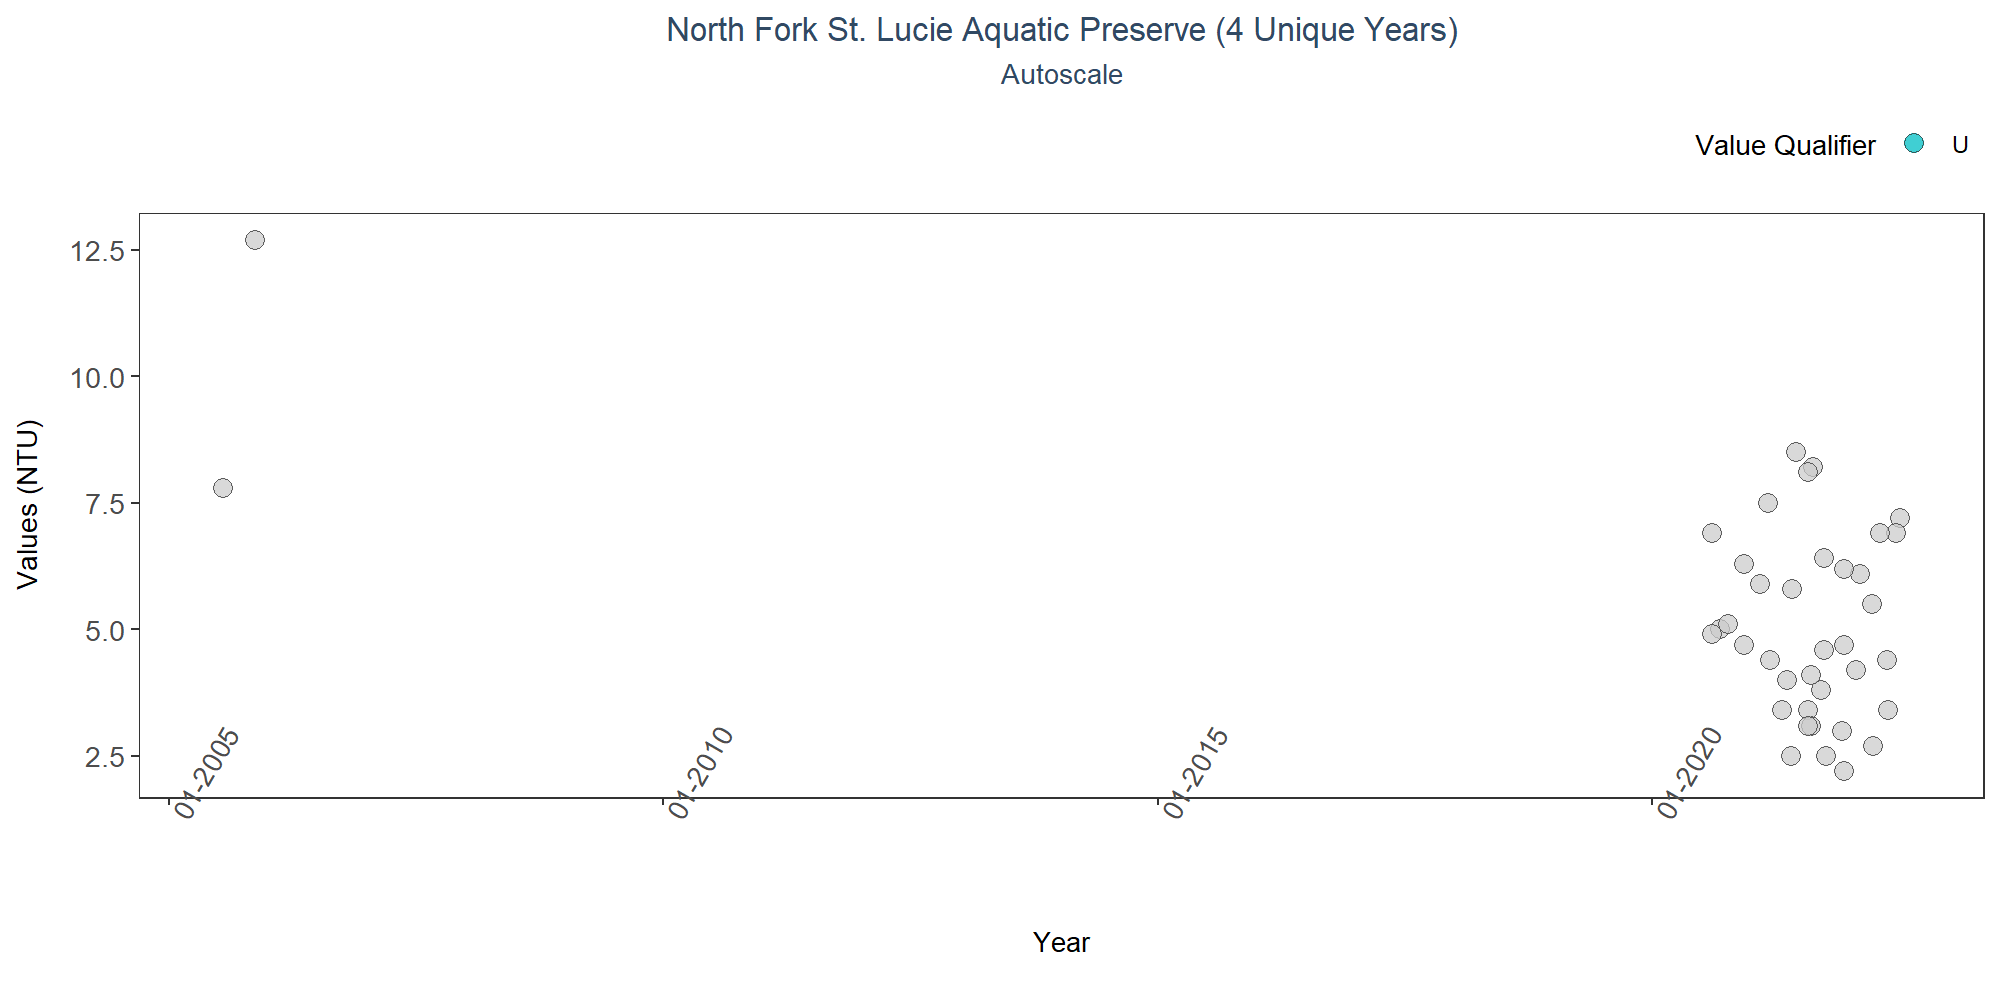 North Fork St. Lucie Aquatic Preserve (4 Unique Years)
Autoscale
Value Qualifier U
12.5
10.0
7.5
5.0
2.5
Values (NTU)
01-2005
01-2010
01-2015
01-2020
Year